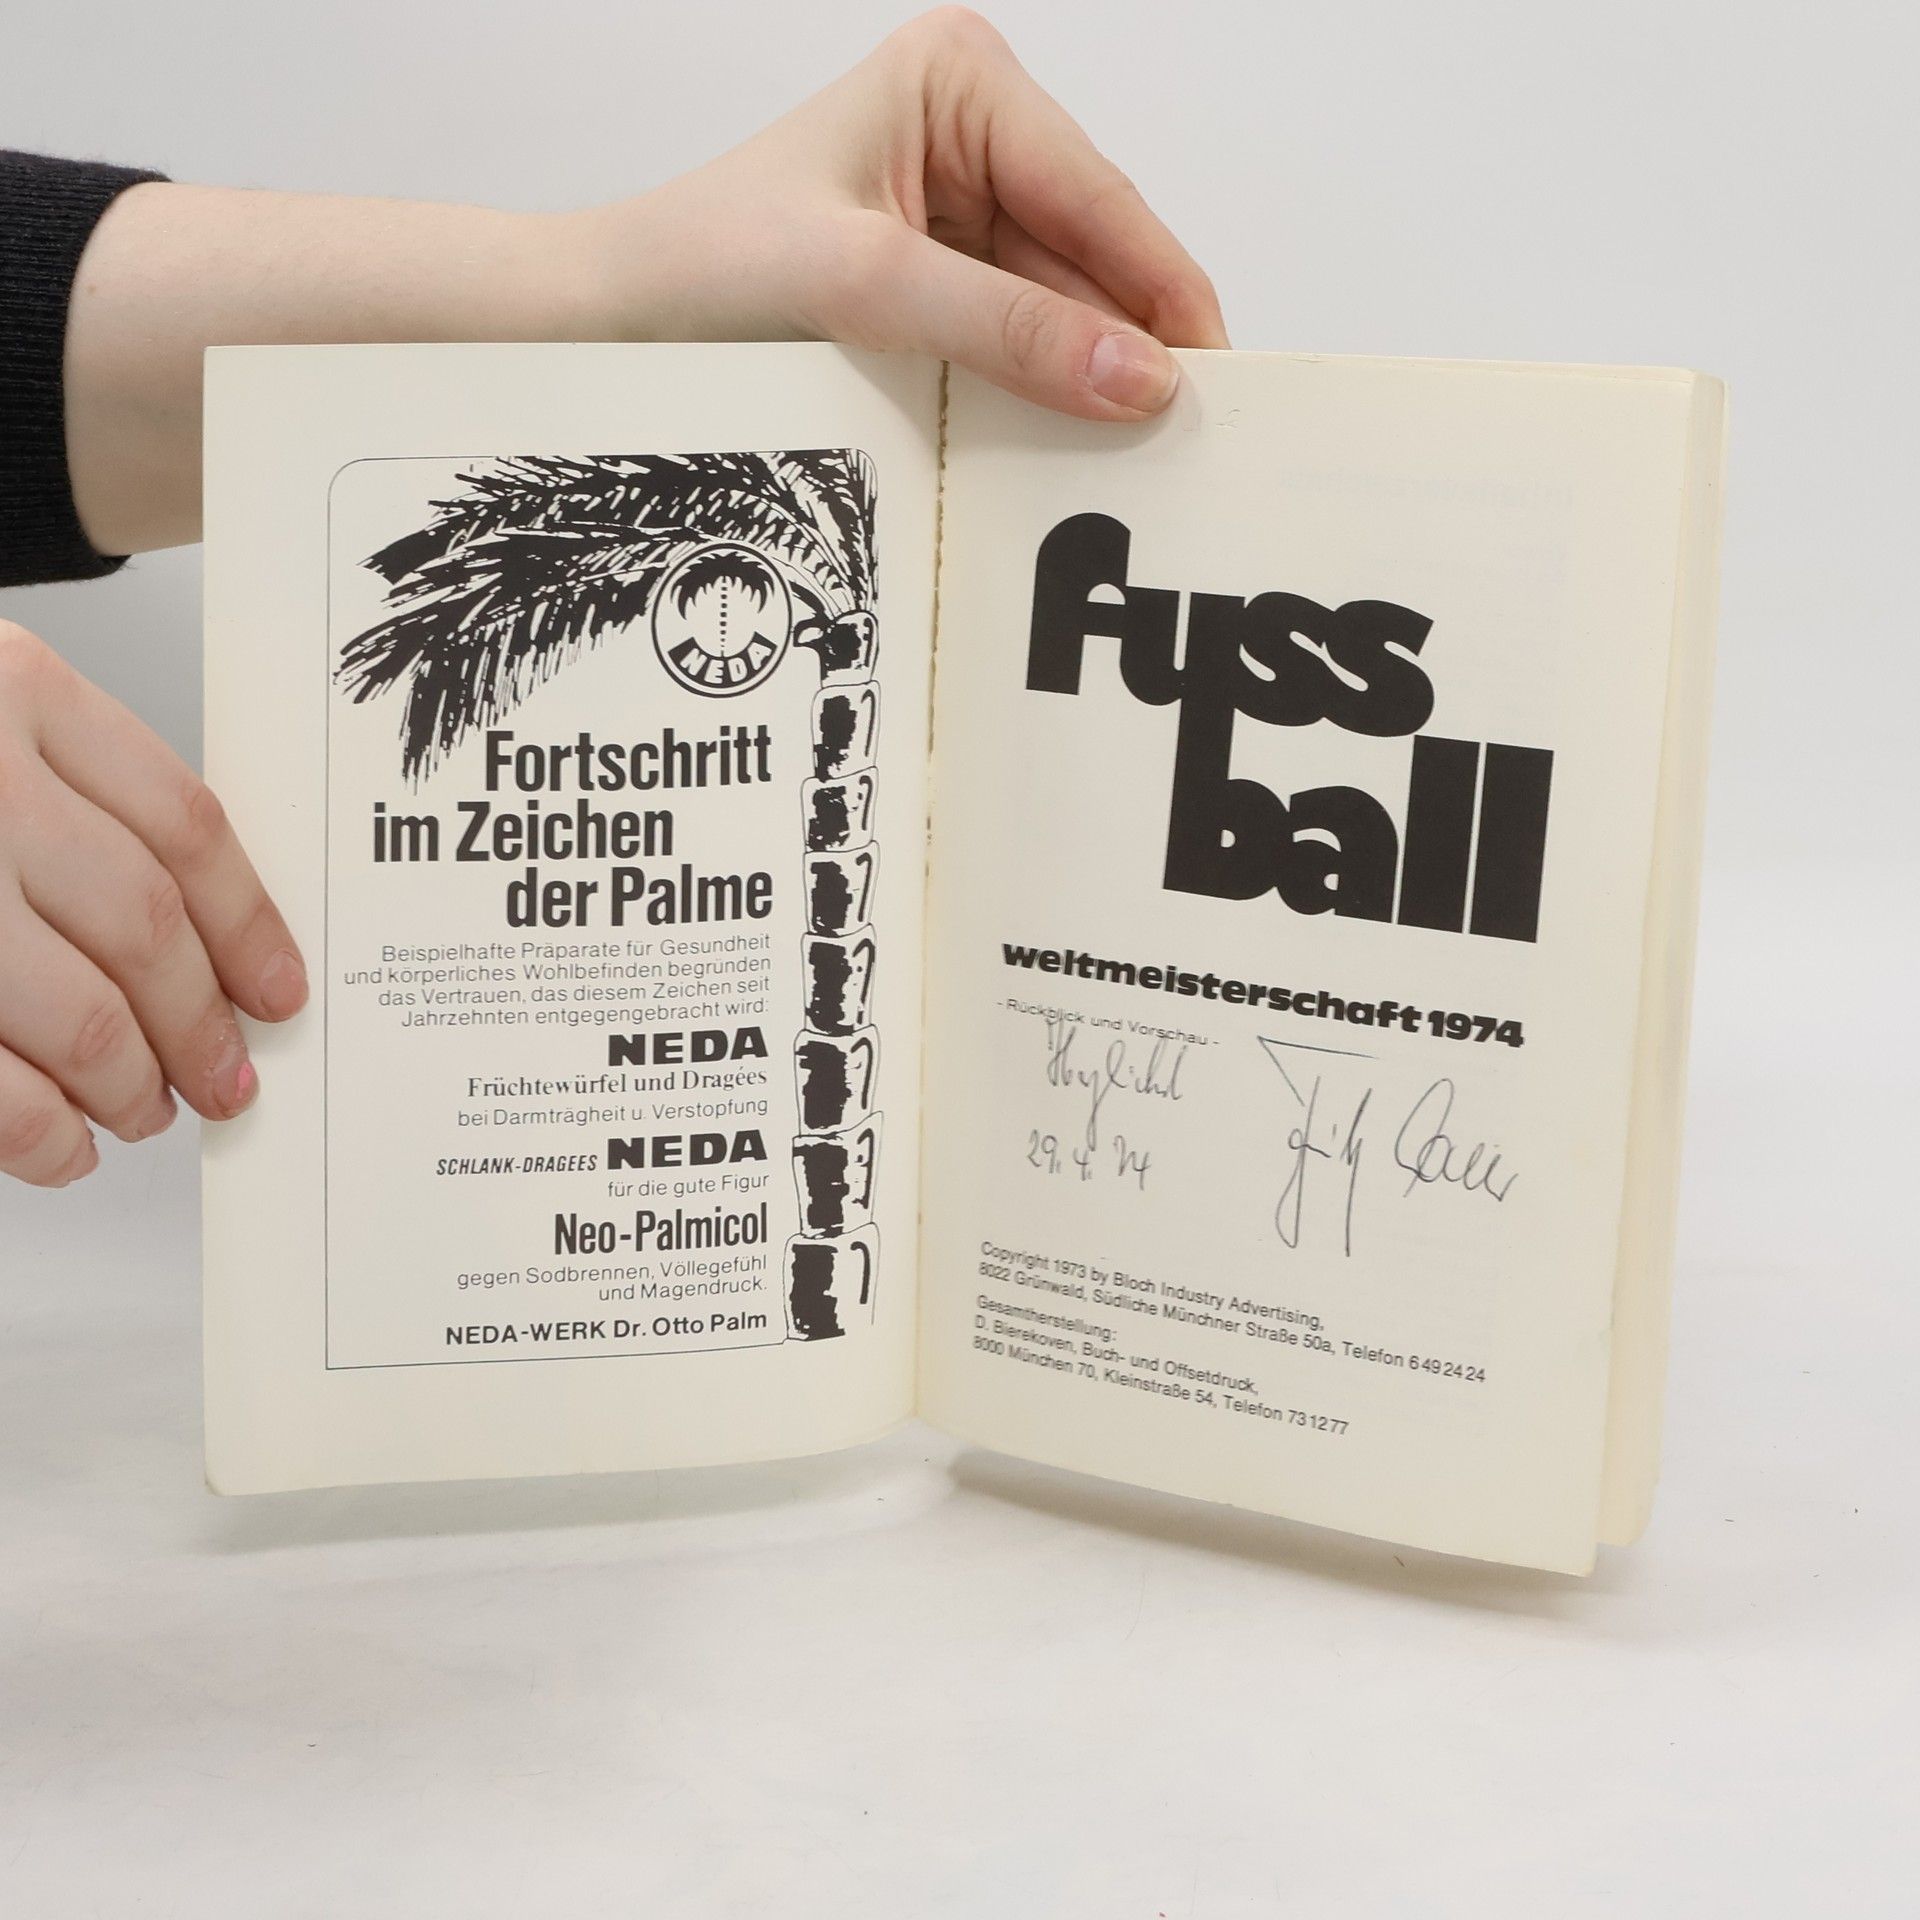 NEDA
Fortschritt
im Zeichen
der Palme
Beispielhafte Präparate für Gesundheit
und körperliches Wohlbefinden begründen
das Vertrauen, das diesem Zeichen seit
Jahrzehnten entgegengebracht wird:
NEDA
Früchtewürfel und Dragées
bei Darmträgheit u. Verstopfung
SCHLANK-DRAGEES NEDA
für die gute Figur
Neo-Palmicol
gegen Sodbrennen, Völlegefühl
und Magendruck.
NEDA-WERK Dr. Otto Palm
fuss
ball
weltmeisterschaft 1974
- Rückblick und Vorschau -
29. 4. 74
Fritz
Copyright 1973 by Bloch Industry Advertising,
8022 Grünwald, Südliche Münchner Straße 50a, Telefon 6 49 24 24
Gesamtherstellung:
D. Bierekoven, Buch- und Offsetdruck,
8000 München 70, Kleinstraße 54, Telefon 73 12 77